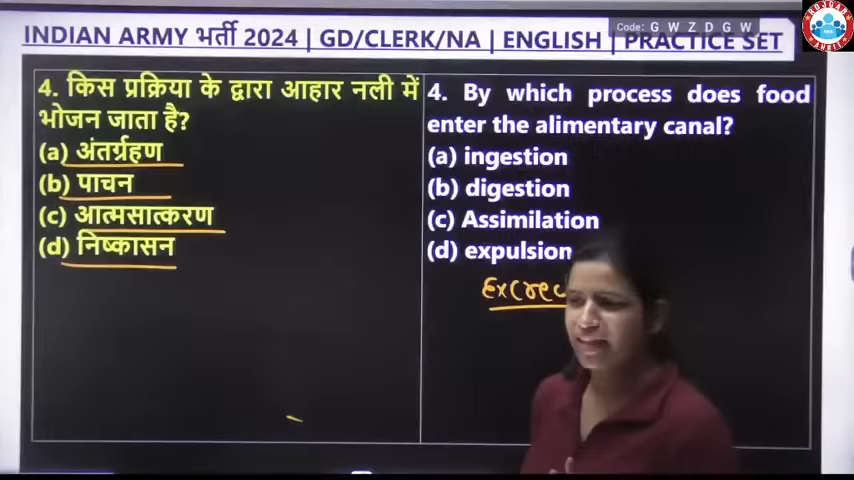 Code: G W Z D G W
INDIAN ARMY भर्ती 2024 | GD/CLERK/NA | ENGLISH | PRACTICE SET
4. किस प्रक्रिया के द्वारा आहार नली में
भोजन जाता है?
(a) अंतर्ग्रहण
(b) पाचन
(c) आत्मसात्करण
(d) निष्कासन
4. By which process does food
enter the alimentary canal?
(a) ingestion
(b) digestion
(c) Assimilation
(d) expulsion